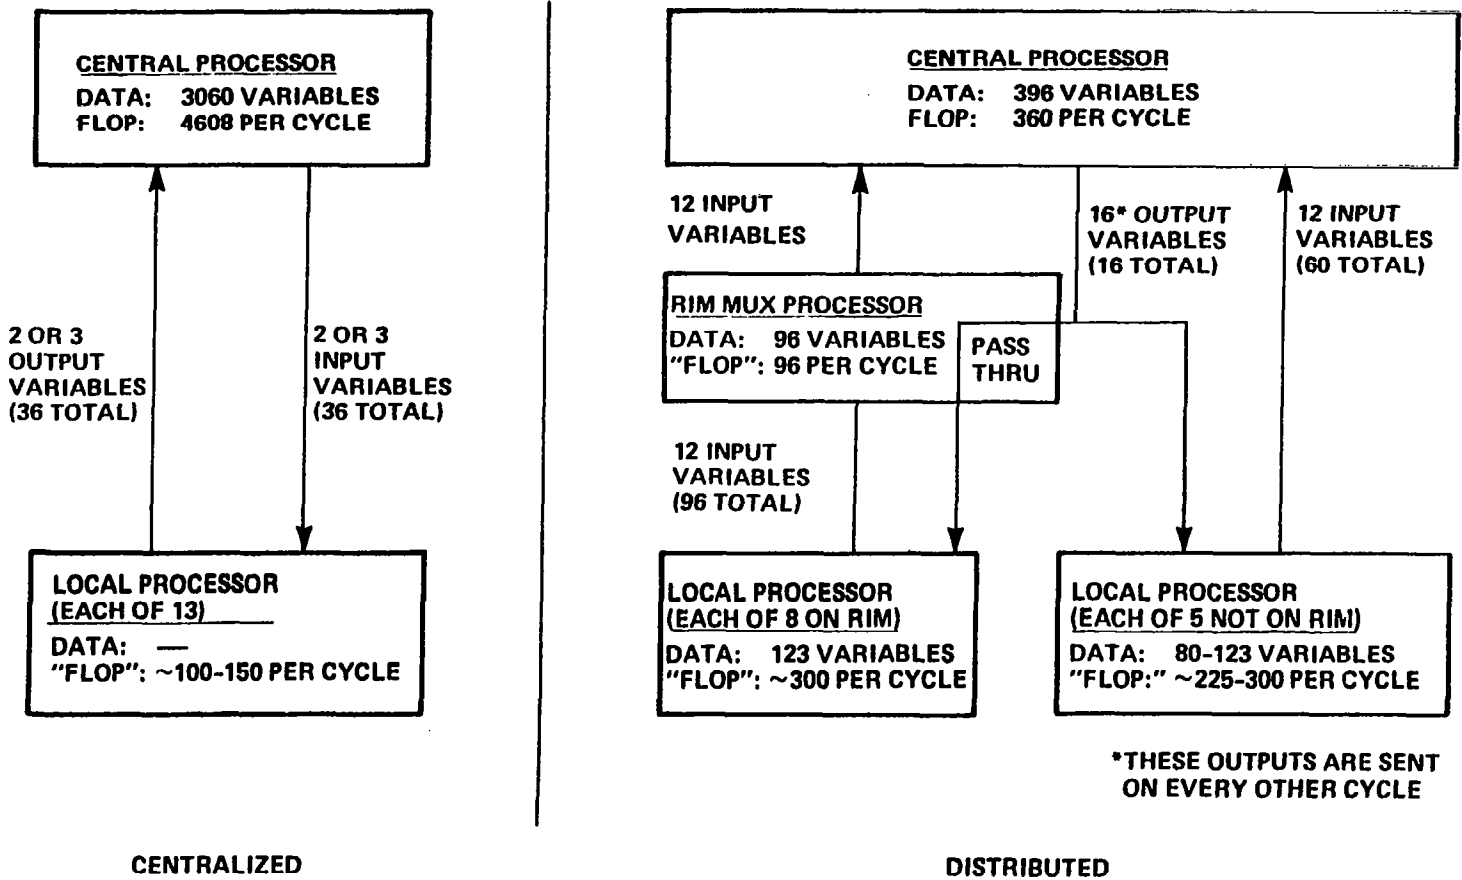 CENTRAL PROCESSOR
DATA: 3060 VARIABLES
FLOP: 4608 PER CYCLE
2 OR 3
OUTPUT
VARIABLES
(36 TOTAL)
2 OR 3
INPUT
VARIABLES
(36 TOTAL)
LOCAL PROCESSOR
(EACH OF 13)
DATA: —
"FLOP": ~100-150 PER CYCLE
CENTRALIZED
CENTRAL PROCESSOR
DATA: 396 VARIABLES
FLOP: 360 PER CYCLE
12 INPUT
VARIABLES
16* OUTPUT
VARIABLES
(16 TOTAL)
12 INPUT
VARIABLES
(60 TOTAL)
RIM MUX PROCESSOR
DATA: 96 VARIABLES
"FLOP": 96 PER CYCLE
PASS
THRU
12 INPUT
VARIABLES
(96 TOTAL)
LOCAL PROCESSOR
(EACH OF 8 ON RIM)
DATA: 123 VARIABLES
"FLOP": ~300 PER CYCLE
LOCAL PROCESSOR
(EACH OF 5 NOT ON RIM)
DATA: 80-123 VARIABLES
"FLOP:" ~225-300 PER CYCLE
*THESE OUTPUTS ARE SENT
ON EVERY OTHER CYCLE
DISTRIBUTED